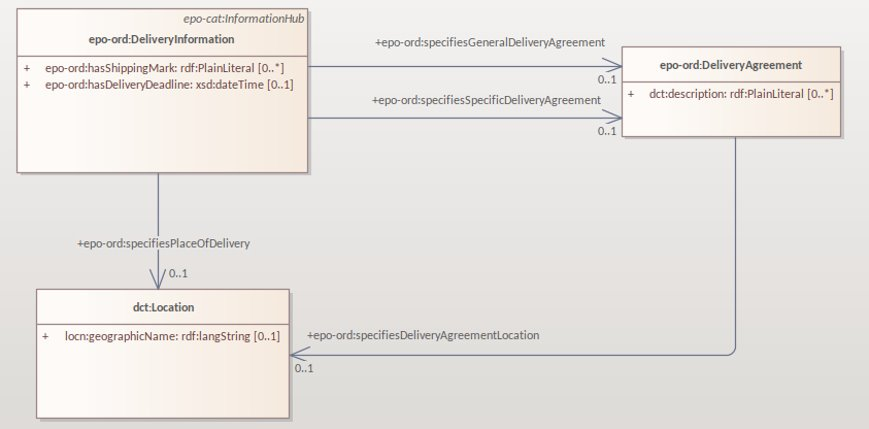 epo-cat:InformationHub
epo-ord:DeliveryInformation
+ epo-ord:hasShippingMark: rdf:PlainLiteral [0..*]
+ epo-ord:hasDeliveryDeadline: xsd:dateTime [0..1]
+epo-ord:specifiesGeneralDeliveryAgreement
0..1
+epo-ord:specifiesSpecificDeliveryAgreement
0..1
epo-ord:DeliveryAgreement
+ dct:description: rdf:PlainLiteral [0..*]
+epo-ord:specifiesPlaceOfDelivery
0..1
dct:Location
+ locn:geographicName: rdf:langString [0..1]
+epo-ord:specifiesDeliveryAgreementLocation
0..1